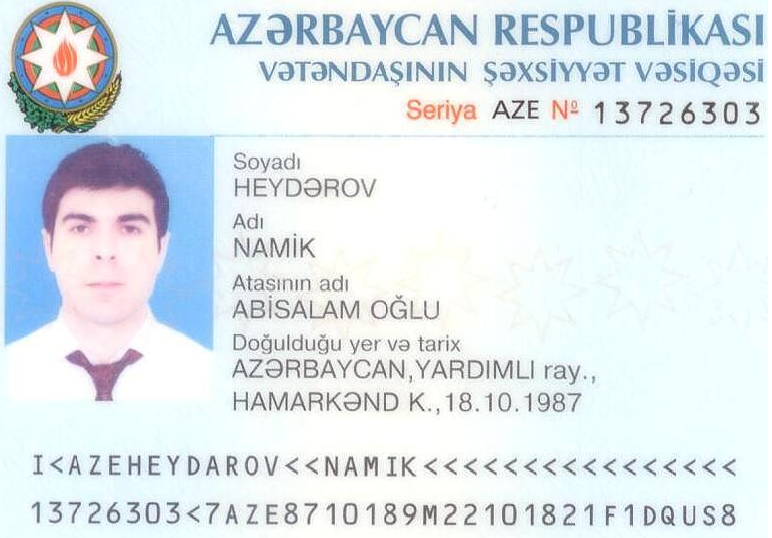 AZƏRBAYCAN RESPUBLİKASI
VƏTƏNDAŞININ ŞƏXSİYYƏT VƏSİQƏSİ
Seriya AZE № 13726303
Soyadı
HEYDƏROV
Adı
NAMİK
Atasının adı
ABİSALAM OĞLU
Doğulduğu yer və tarix
AZƏRBAYCAN,YARDIMLI ray.,
HAMARKƏND K.,18.10.1987
I<AZEHEYDAROV<<NAMIK<<<<<<<<<<<<<<<<
13726303<7AZE8710189M22101821F1DQUS8